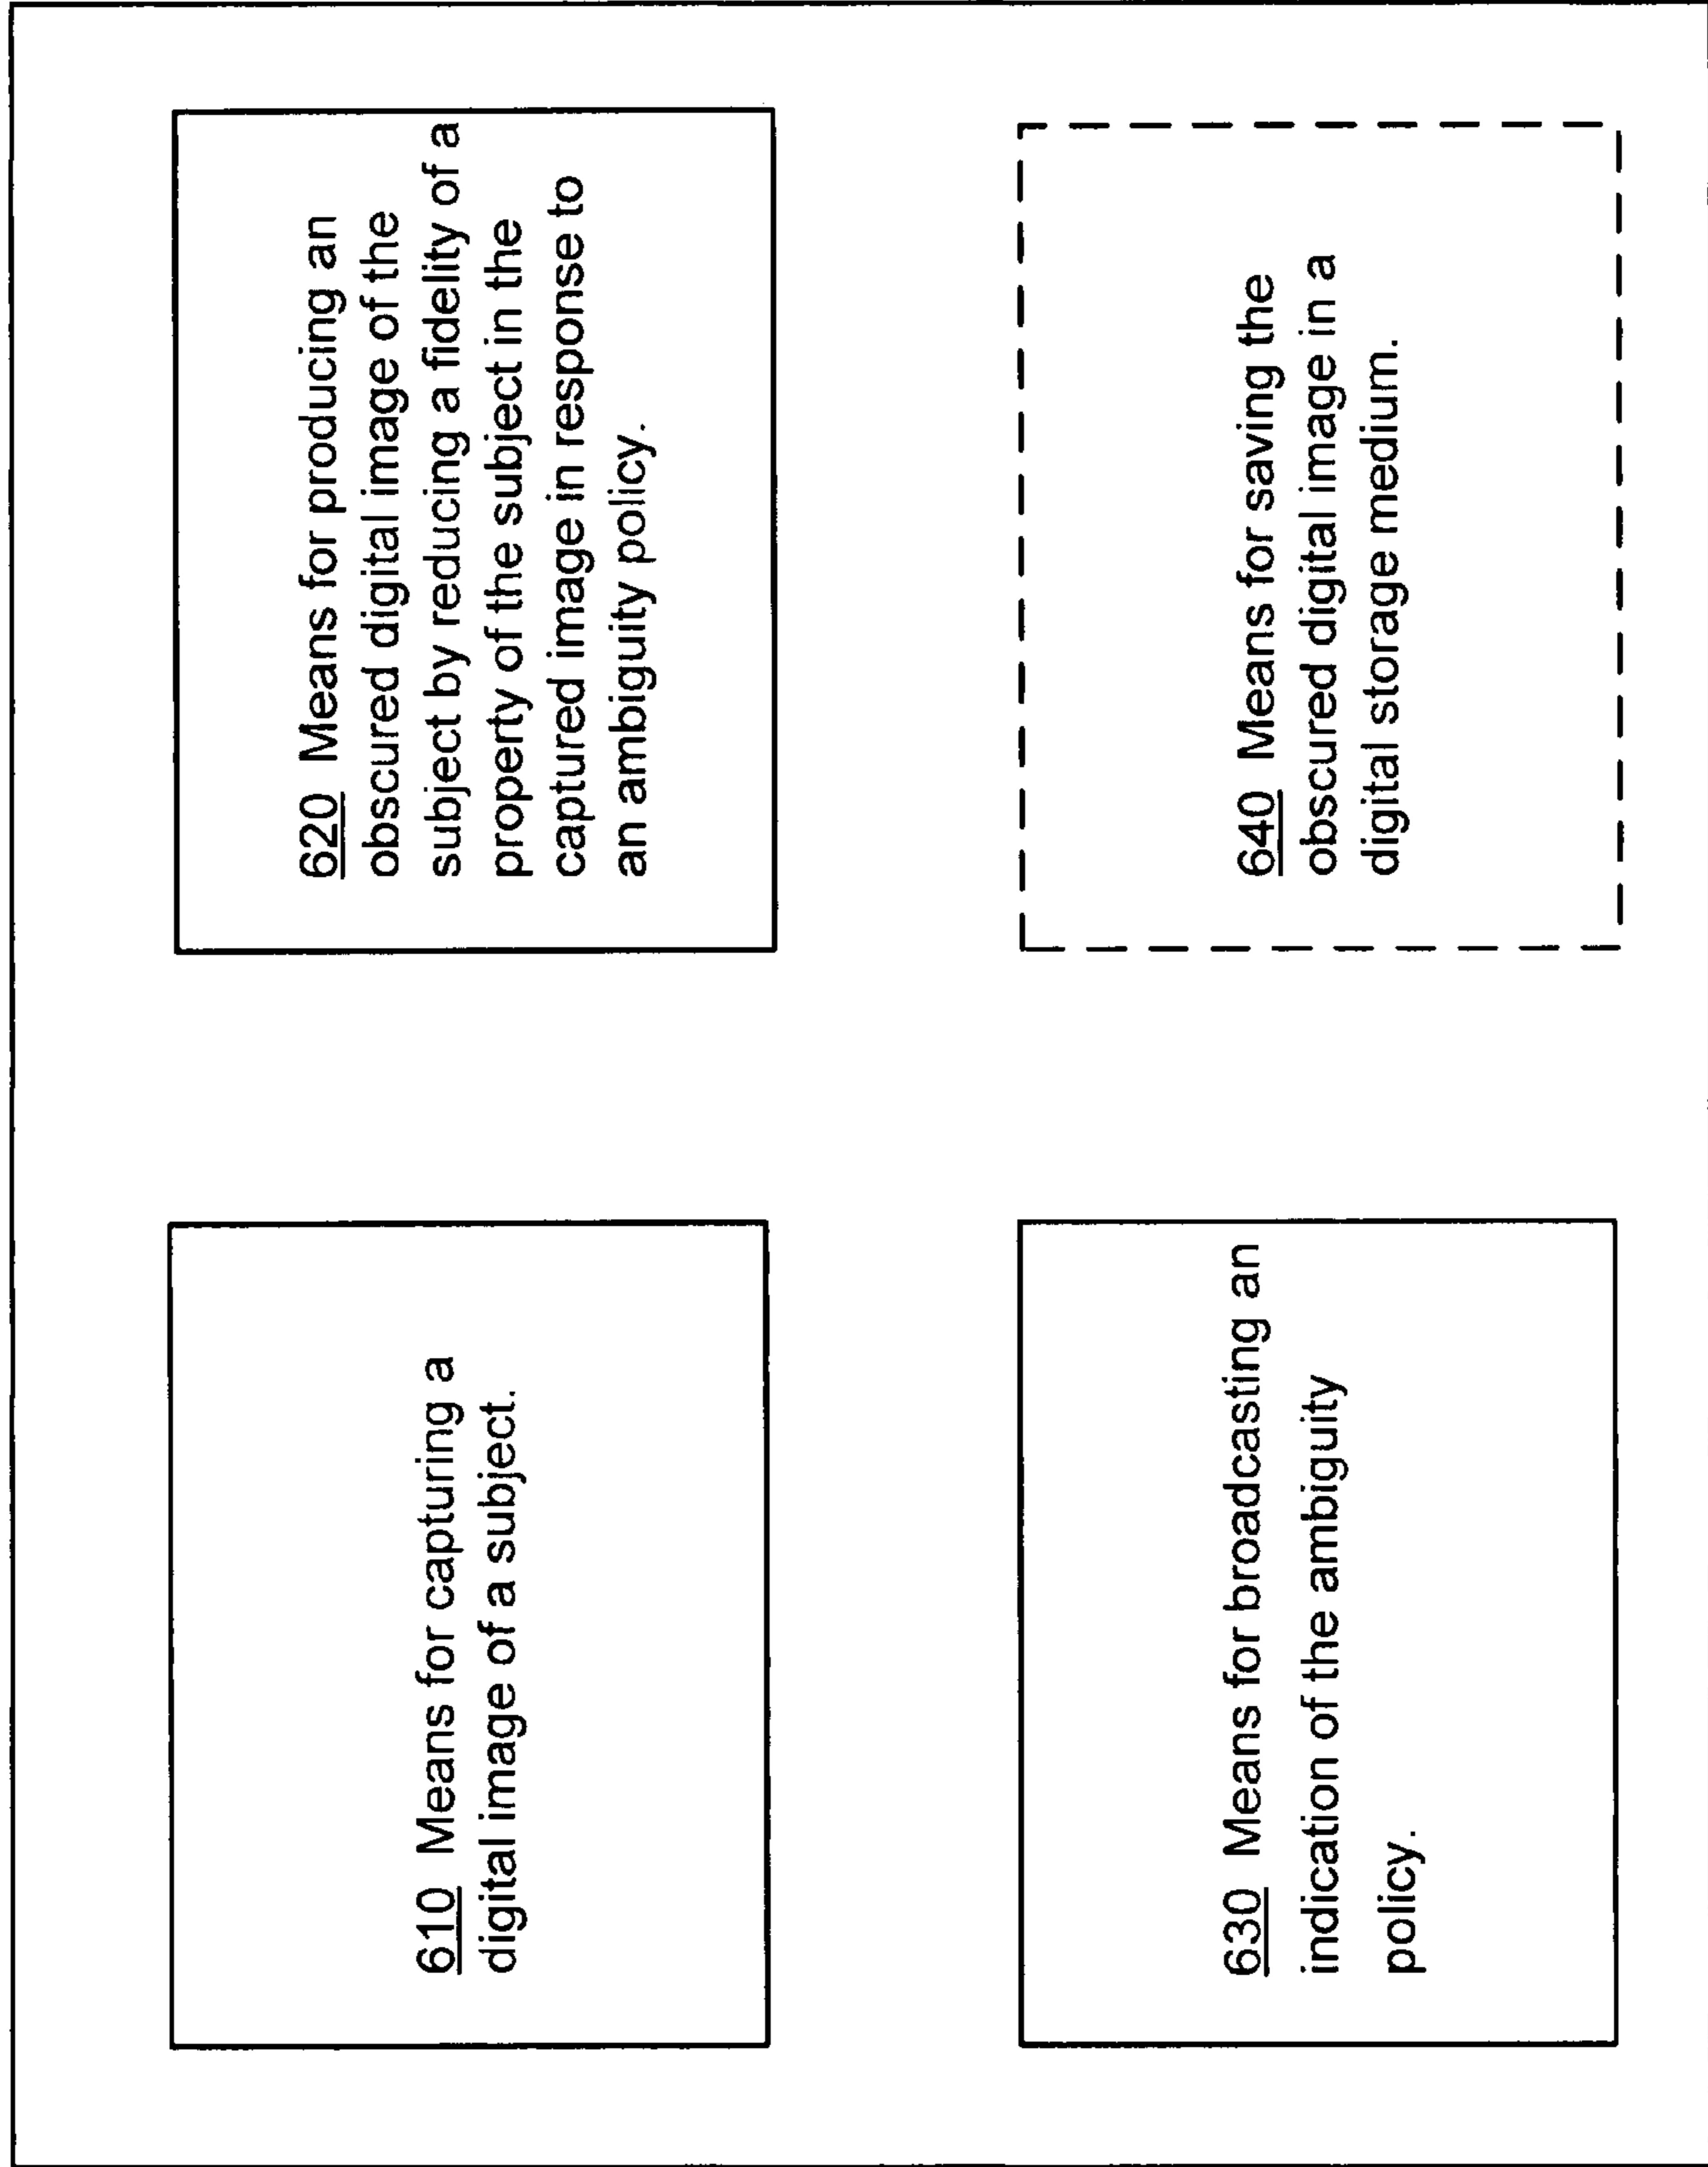 610 Means for capturing a
digital image of a subject.
620 Means for producing an
obscured digital image of the
subject by reducing a fidelity of a
property of the subject in the
captured image in response to
an ambiguity policy.
630 Means for broadcasting an
indication of the ambiguity
policy.
640 Means for saving the
obscured digital image in a
digital storage medium.